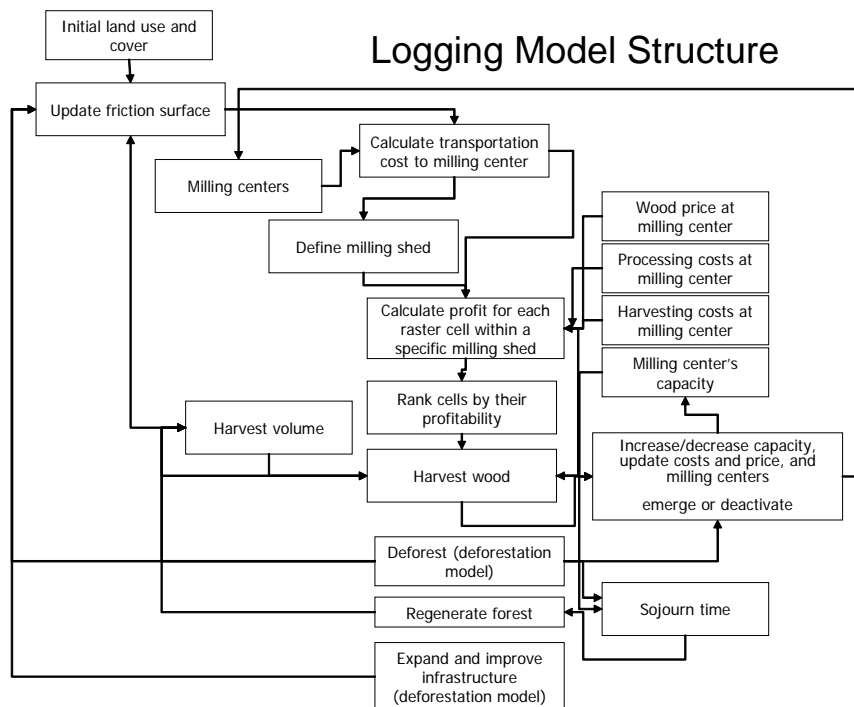 Logging Model Structure
Initial land use and
cover
Update friction surface
Calculate transportation
cost to milling center
Milling centers
Define milling shed
Wood price at
milling center
Processing costs at
milling center
Harvesting costs at
milling center
Calculate profit for each
raster cell within a
specific milling shed
Milling center's
capacity
Rank cells by their
profitability
Harvest volume
Increase/decrease capacity,
update costs and price, and
milling centers
emerge or deactivate
Harvest wood
Deforest (deforestation
model)
Regenerate forest
Sojourn time
Expand and improve
infrastructure
(deforestation model)